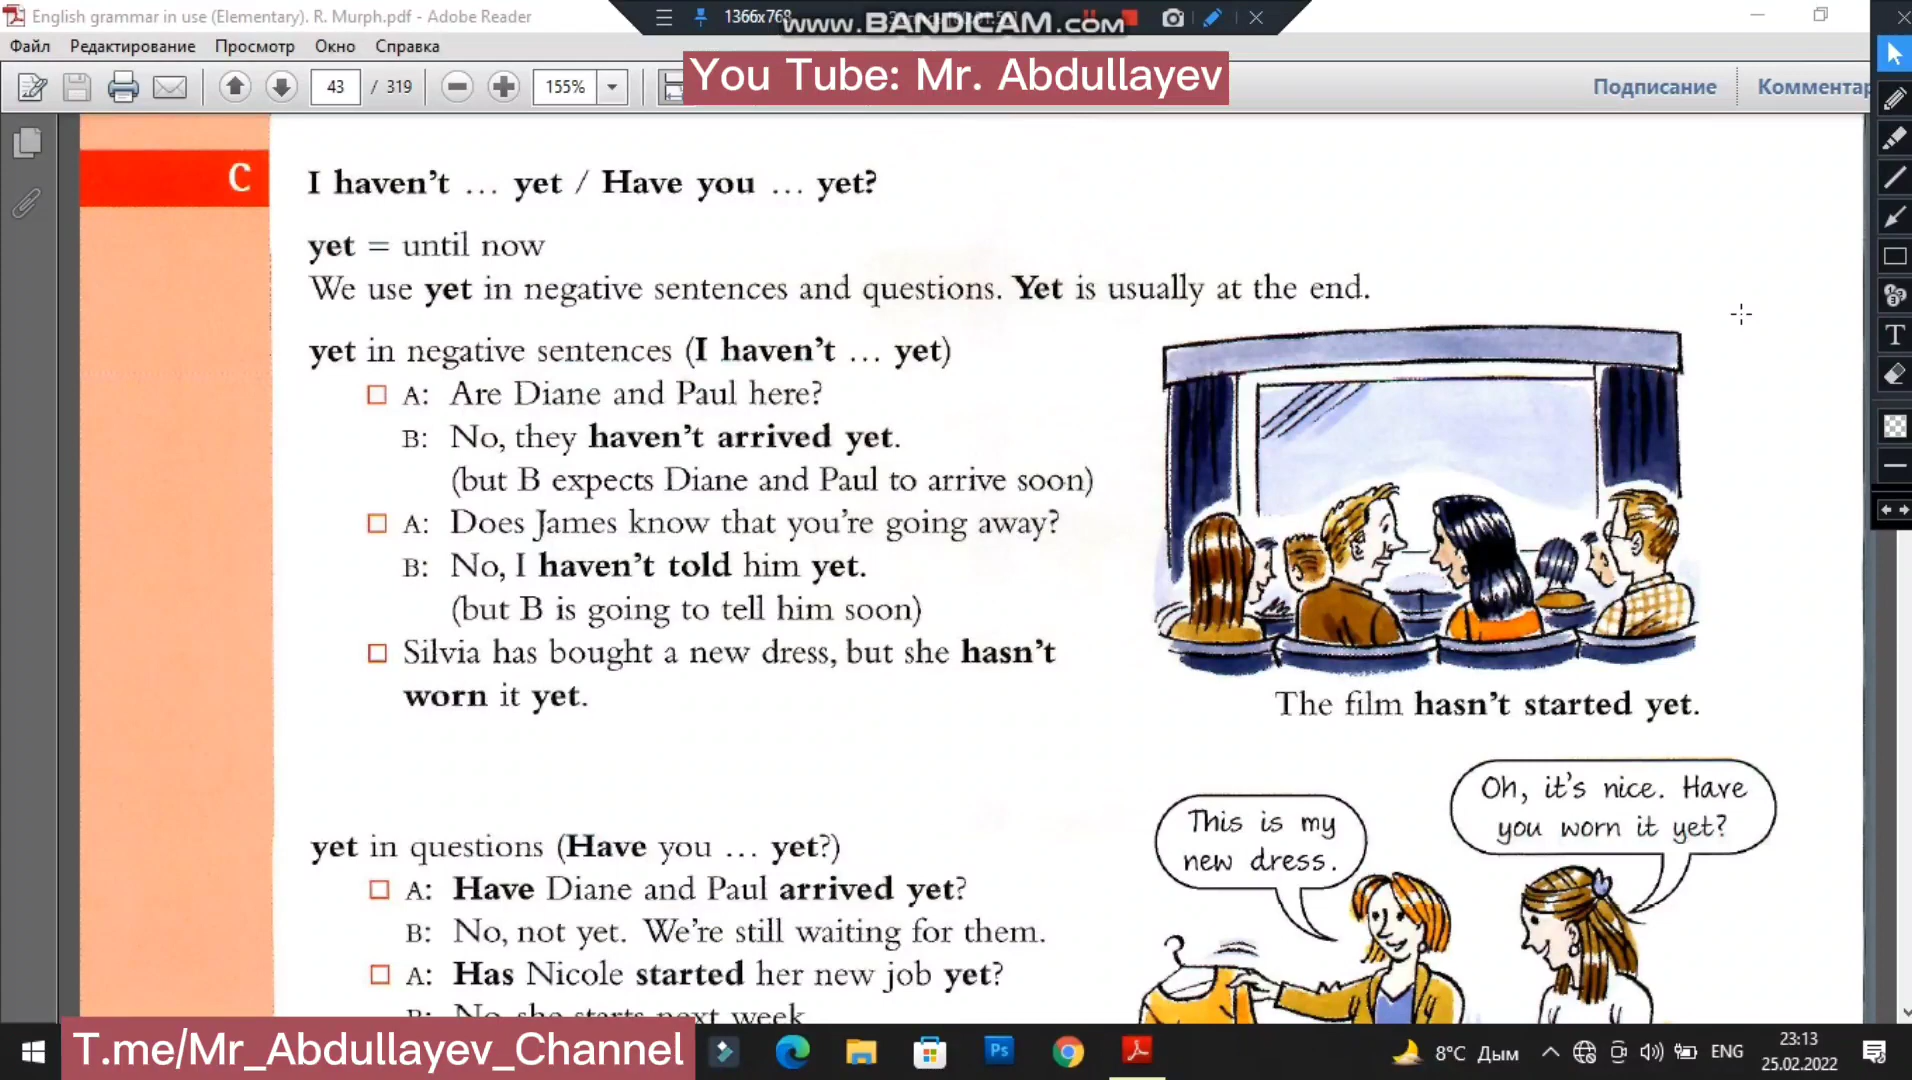 English grammar in use (Elementary). R. Murph.pdf - Adobe Reader
1366x768
www.BANDICAM.com
Файл Редактирование Просмотр Окно Справка
You Tube: Mr. Abdullayev
43 / 319 155%
Подписание Коммента
C
I haven't … yet / Have you … yet?
yet = until now
We use yet in negative sentences and questions. Yet is usually at the end.
yet in negative sentences (I haven't … yet)
A: Are Diane and Paul here?
B: No, they haven't arrived yet.
(but B expects Diane and Paul to arrive soon)
A: Does James know that you're going away?
B: No, I haven't told him yet.
(but B is going to tell him soon)
Silvia has bought a new dress, but she hasn't
worn it yet.
The film hasn't started yet.
This is my
new dress.
Oh, it's nice. Have
you worn it yet?
yet in questions (Have you … yet?)
A: Have Diane and Paul arrived yet?
B: No, not yet. We're still waiting for them.
A: Has Nicole started her new job yet?
B: No, she starts next week.
T.me/Mr_Abdullayev_Channel
Ps
8°C Дым
ENG
23:13
25.02.2022